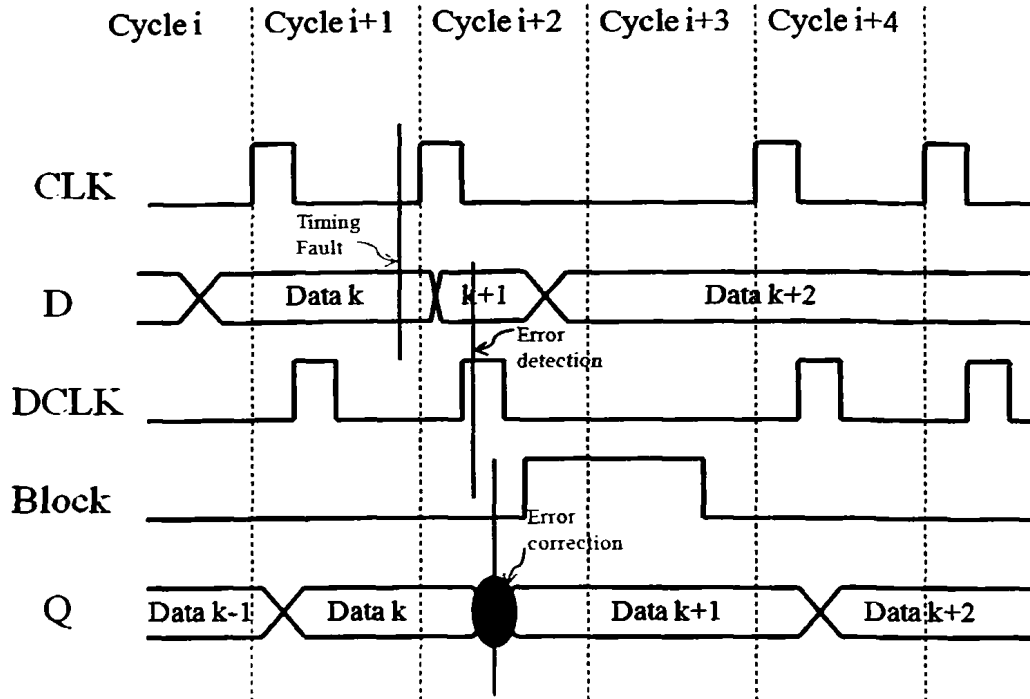 Cycle i Cycle i+1 Cycle i+2 Cycle i+3 Cycle i+4
CLK
Timing
Fault
D
Data k
k+1
Data k+2
Error
detection
DCLK
Block
Error
correction
Q
Data k-1
Data k
Data k+1
Data k+2